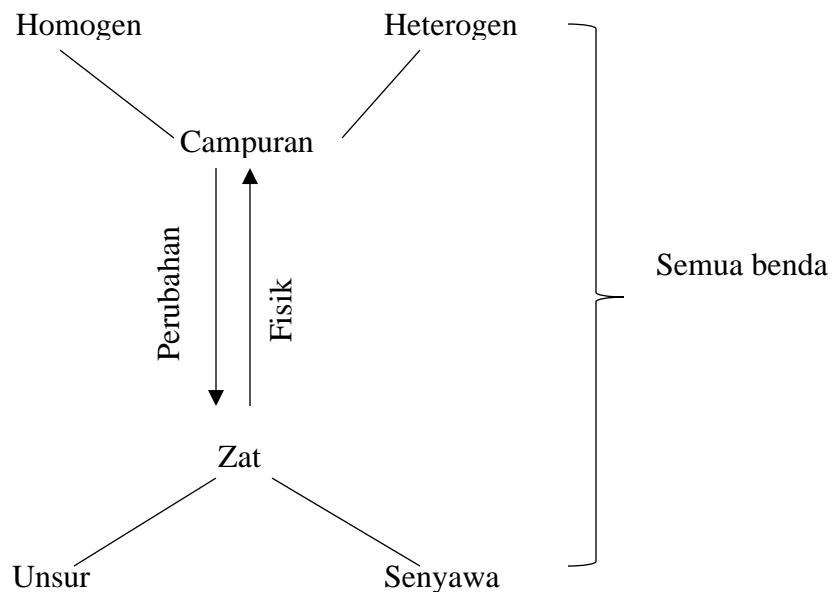 Homogen
Heterogen
Campuran
Perubahan
Fisik
Semua benda
Zat
Unsur
Senyawa